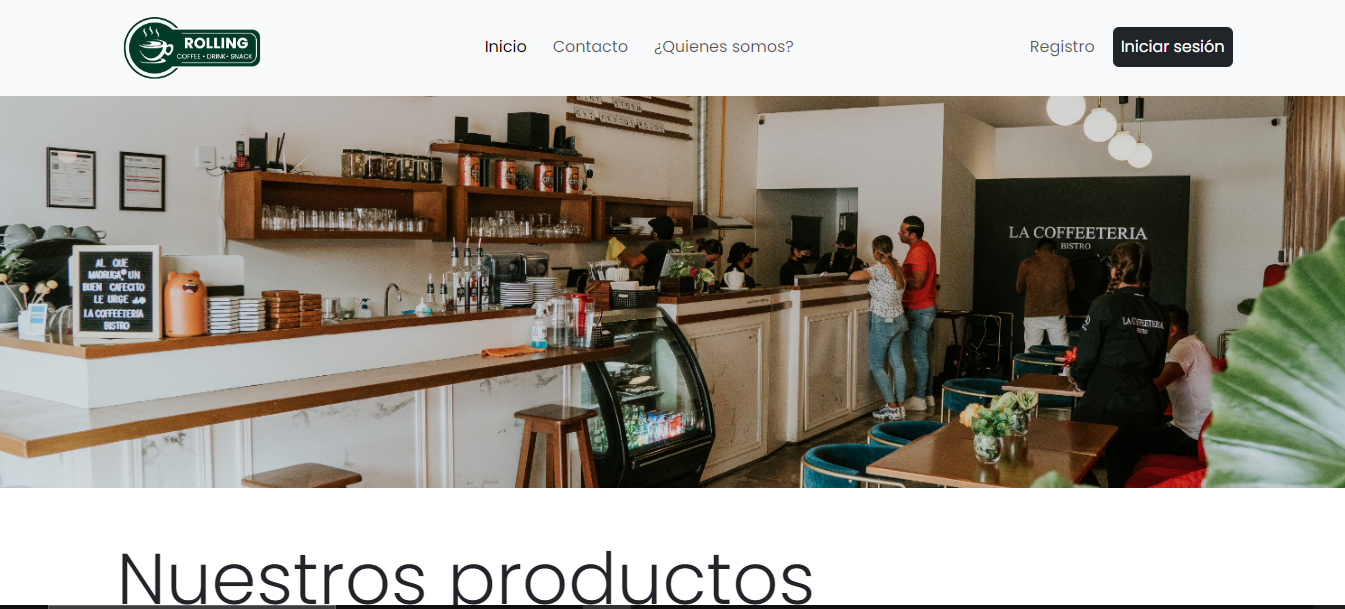 ROLLING
COFFEE • DRINK • SNACK
Inicio
Contacto
¿Quienes somos?
Registro
Iniciar sesión
LA COFFEETERIA
BISTRO
AL QUE
MADRUGA UN
BUEN CAFECITO
LE URGE
LA COFFEETERIA
BISTRO
LA COFFEETERIA
Nuestros productos